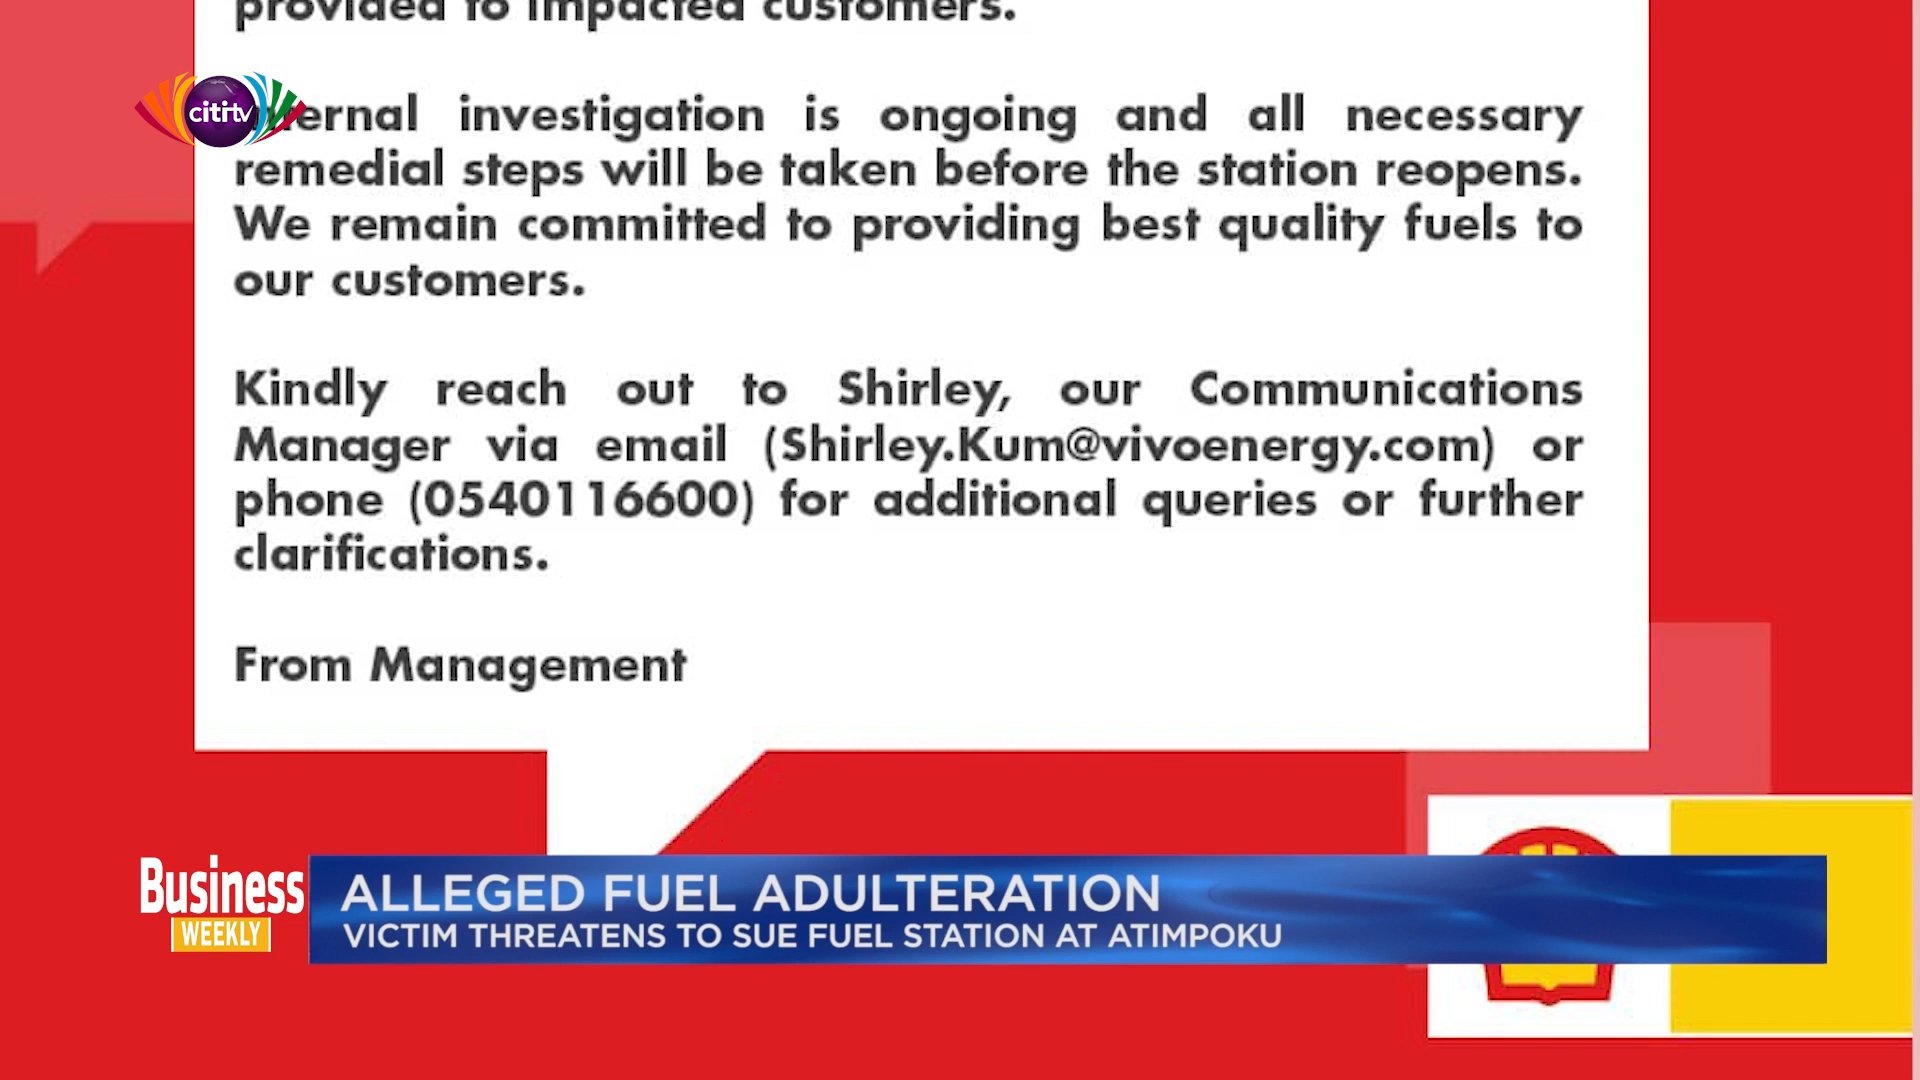 provided to impacted customers.
citi tv
ernal investigation is ongoing and all necessary
remedial steps will be taken before the station reopens.
We remain committed to providing best quality fuels to
our customers.
Kindly reach out to Shirley, our Communications
Manager via email (Shirley.Kum@vivoenergy.com) or
phone (0540116600) for additional queries or further
clarifications.
From Management
Business
WEEKLY
ALLEGED FUEL ADULTERATION
VICTIM THREATENS TO SUE FUEL STATION AT ATIMPOKU